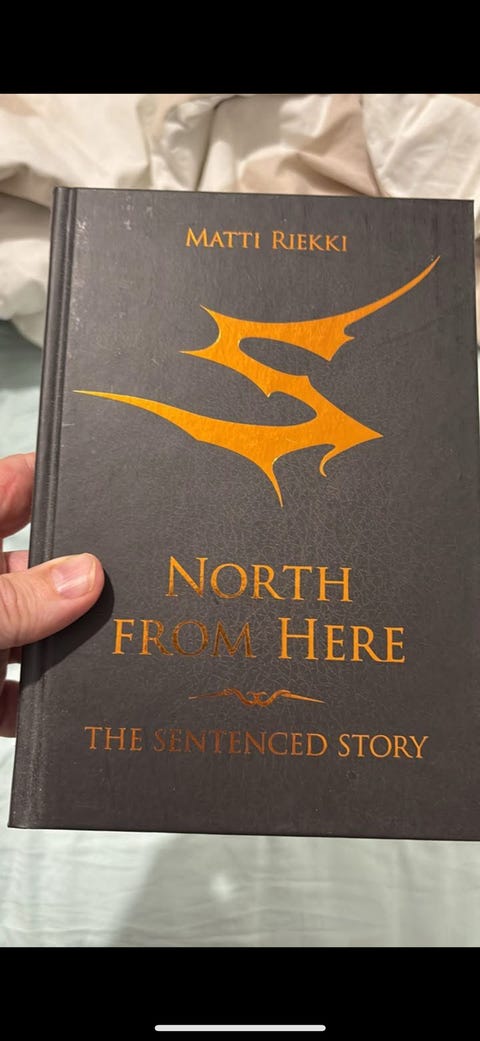 Matti Riekki
North
from Here
The Sentenced Story